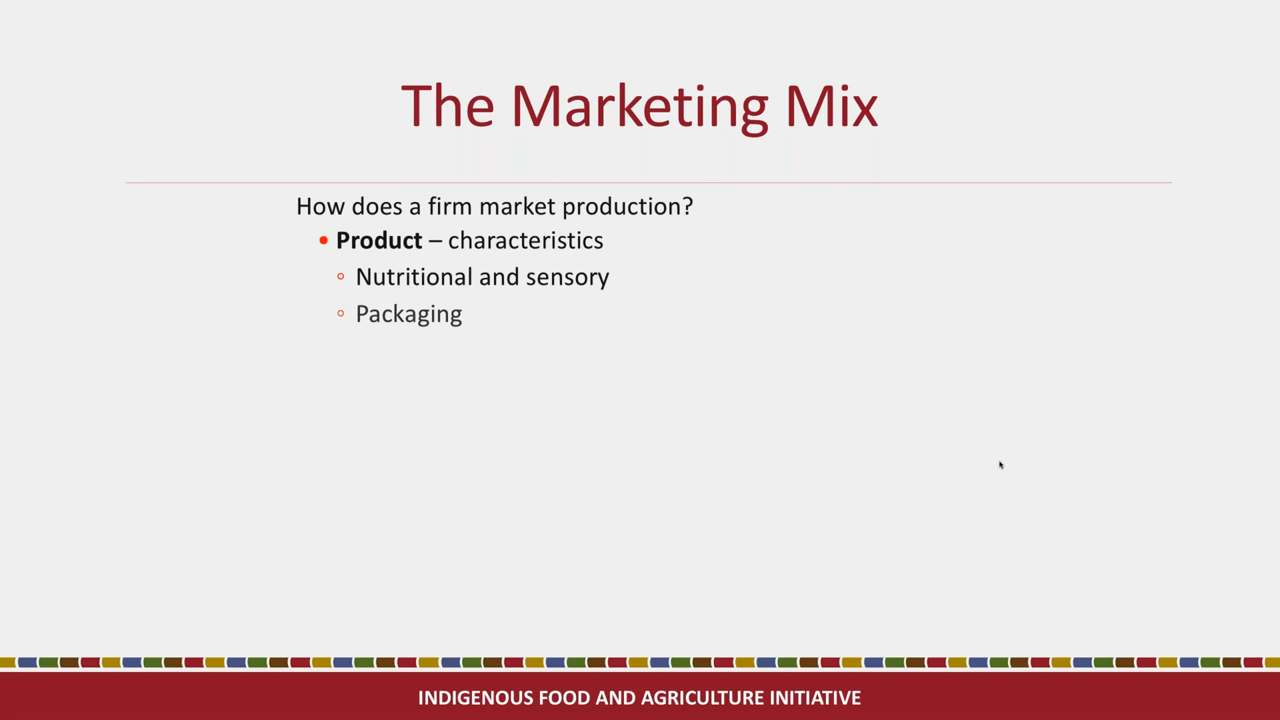 The Marketing Mix
How does a firm market production?
• Product – characteristics
◦ Nutritional and sensory
◦ Packaging
INDIGENOUS FOOD AND AGRICULTURE INITIATIVE